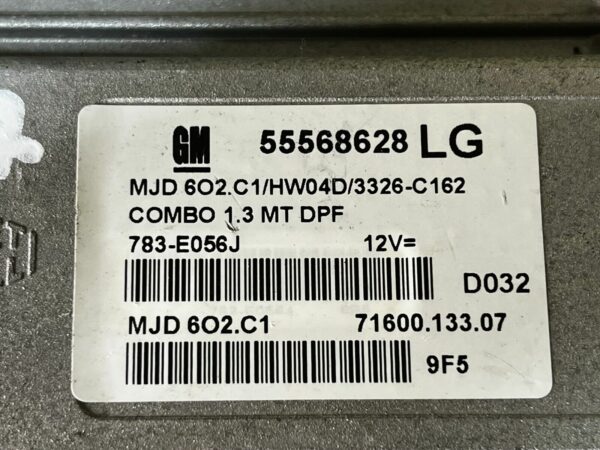 GM 55568628 LG
MJD 6O2.C1/HW04D/3326-C162
COMBO 1.3 MT DPF
783-E056J 12V=
D032
MJD 6O2.C1 71600.133.07
9F5